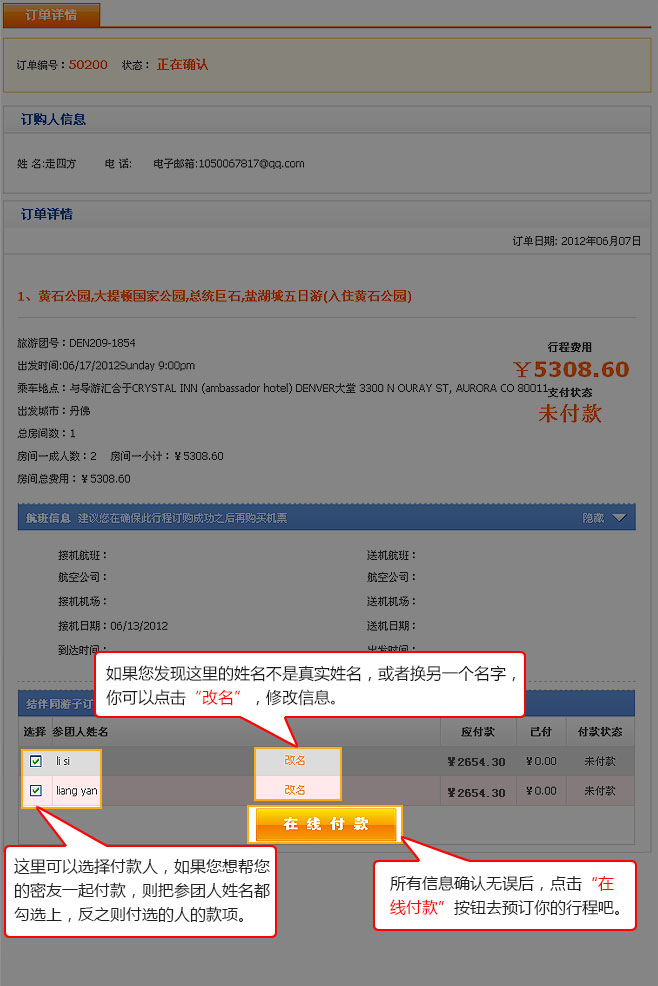 订单详情
订单编号：50200 状态： 正在确认
订购人信息
姓 名:走四方 电 话: 电子邮箱:1050067817@qq.com
订单详情
订单日期: 2012年06月07日
1、黄石公园,大提顿国家公园,总统巨石,盐湖城五日游(入住黄石公园)
旅游团号：DEN209-1854
行程费用
出发时间:06/17/2012Sunday 9:00pm
￥5308.60
乘车地点：与导游汇合于CRYSTAL INN (ambassador hotel) DENVER大堂 3300 N OURAY ST, AURORA CO 80011
支付状态
出发城市：丹佛
未付款
总房间数：1
房间一成人数：2 房间一小计：￥5308.60
房间总费用：￥5308.60
航班信息 建议您在确保此行程订购成功之后再购买机票 隐藏
接机航班： 送机航班：
航空公司： 航空公司：
接机机场： 送机机场：
接机日期：06/13/2012 送机日期：
到达时间： 出发时间：
如果您发现这里的姓名不是真实姓名，或者换另一个名字，
你可以点击“改名”，修改信息。
结伴同游子订
选择 参团人姓名 应付款 已付 付款状态
li si 改名 ￥2654.30 ￥0.00 未付款
liang yan 改名 ￥2654.30 ￥0.00 未付款
在线付款
这里可以选择付款人，如果您想帮您
的密友一起付款，则把参团人姓名都
勾选上，反之则付选的人的款项。
所有信息确认无误后，点击“在
线付款”按钮去预订你的行程吧。